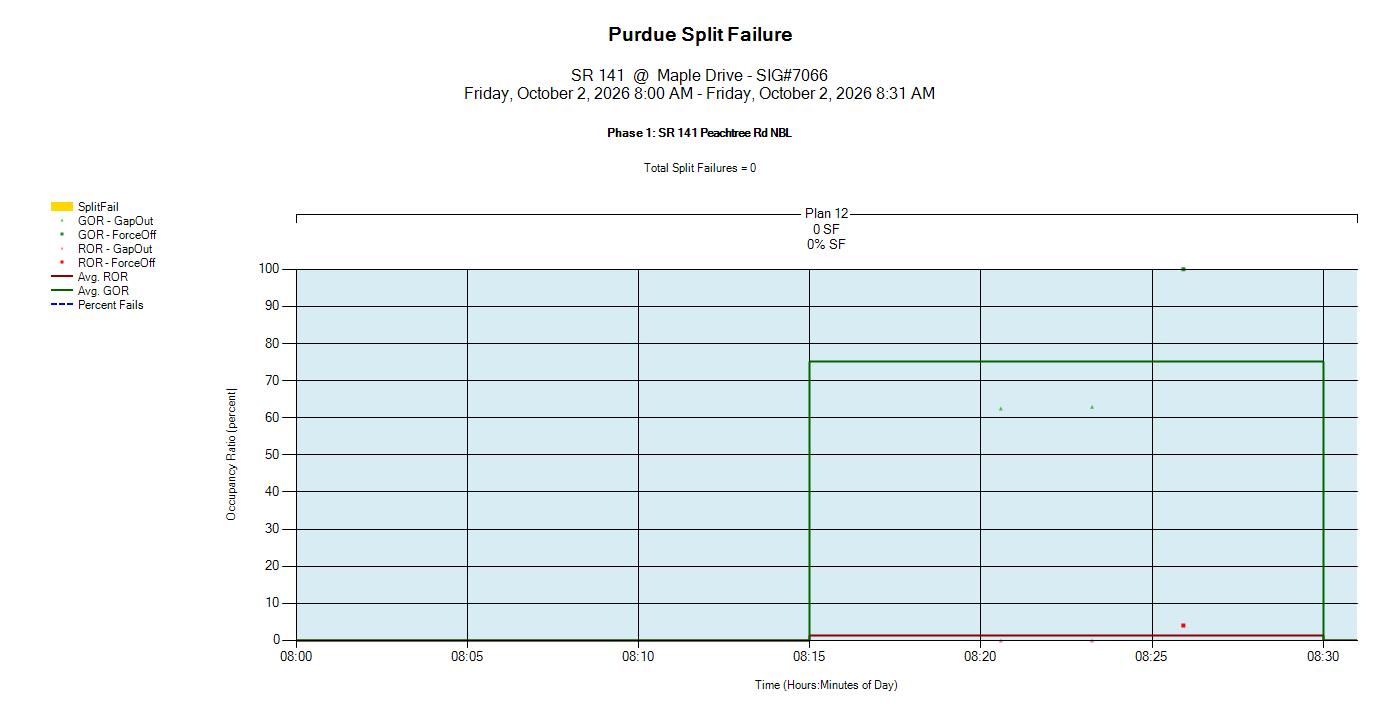 Purdue Split Failure
SR 141 @ Maple Drive - SIG#7066
Friday, October 2, 2026 8:00 AM - Friday, October 2, 2026 8:31 AM
Phase 1: SR 141 Peachtree Rd NBL
Total Split Failures = 0
SplitFail
GOR - GapOut
GOR - ForceOff
ROR - GapOut
ROR - ForceOff
Avg. ROR
Avg. GOR
Percent Fails
Plan 12
0 SF
0% SF
100
90
80
70
60
50
40
30
20
10
0
Occupancy Ratio (percent)
08:00 08:05 08:10 08:15 08:20 08:25 08:30
Time (Hours:Minutes of Day)